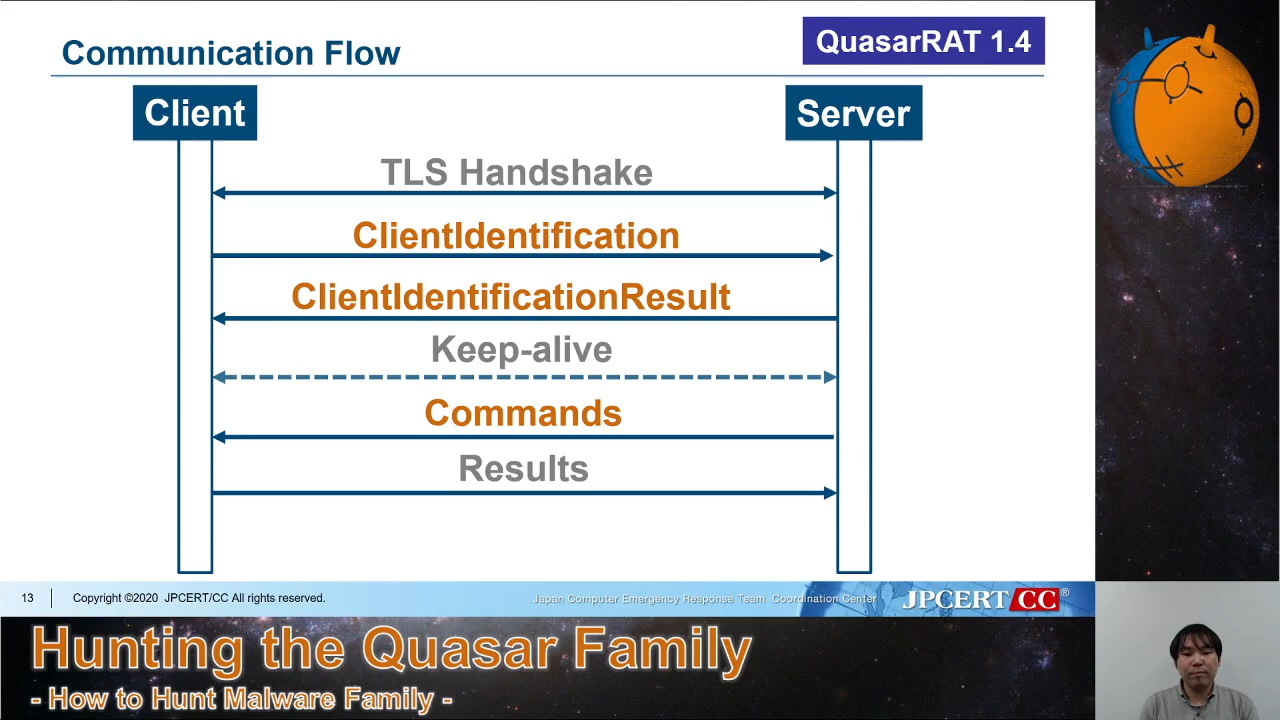 Communication Flow
QuasarRAT 1.4
Client
Server
TLS Handshake
ClientIdentification
ClientIdentificationResult
Keep-alive
Commands
Results
13
Copyright ©2020 JPCERT/CC All rights reserved.
Japan Computer Emergency Response Team Coordination Center
JPCERT CC®
Hunting the Quasar Family
- How to Hunt Malware Family -